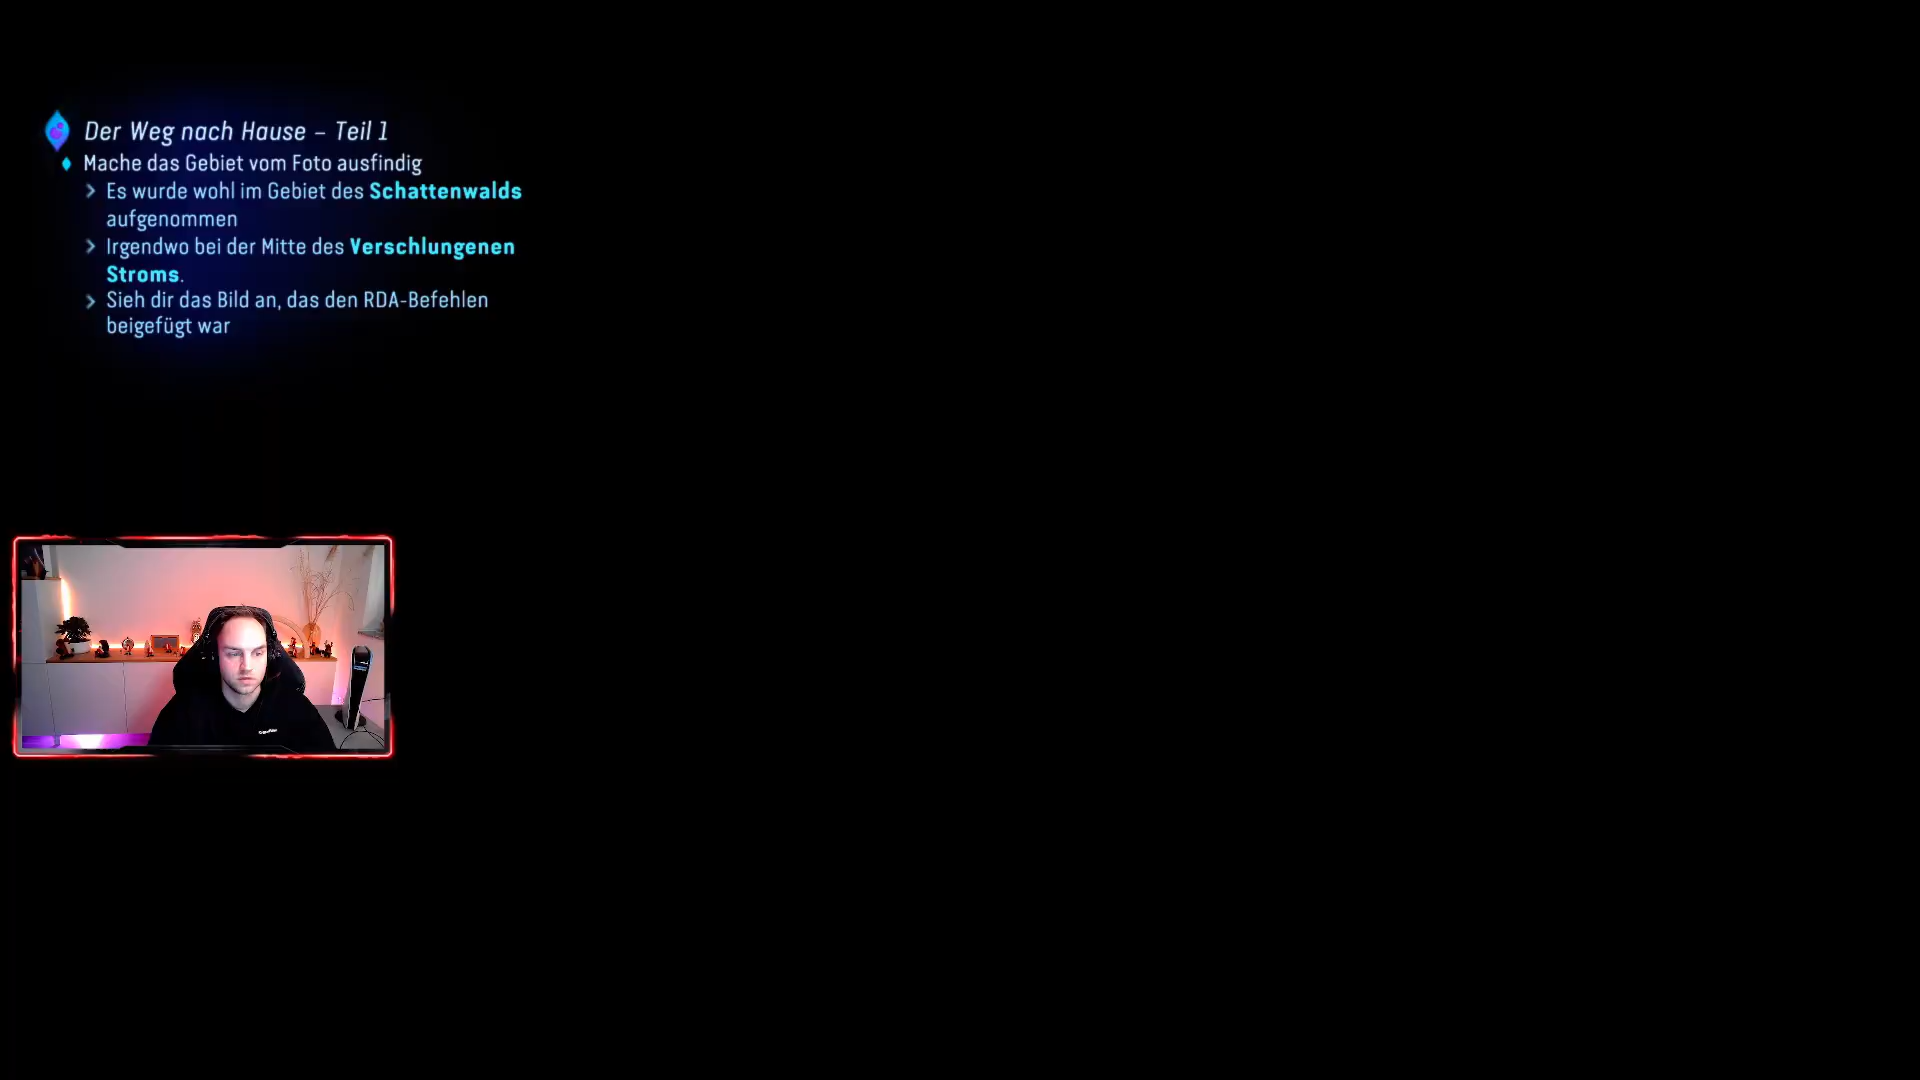 Der Weg nach Hause – Teil 1
Mache das Gebiet vom Foto ausfindig
Es wurde wohl im Gebiet des Schattenwalds
aufgenommen
Irgendwo bei der Mitte des Verschlungenen
Stroms.
Sieh dir das Bild an, das den RDA-Befehlen
beigefügt war